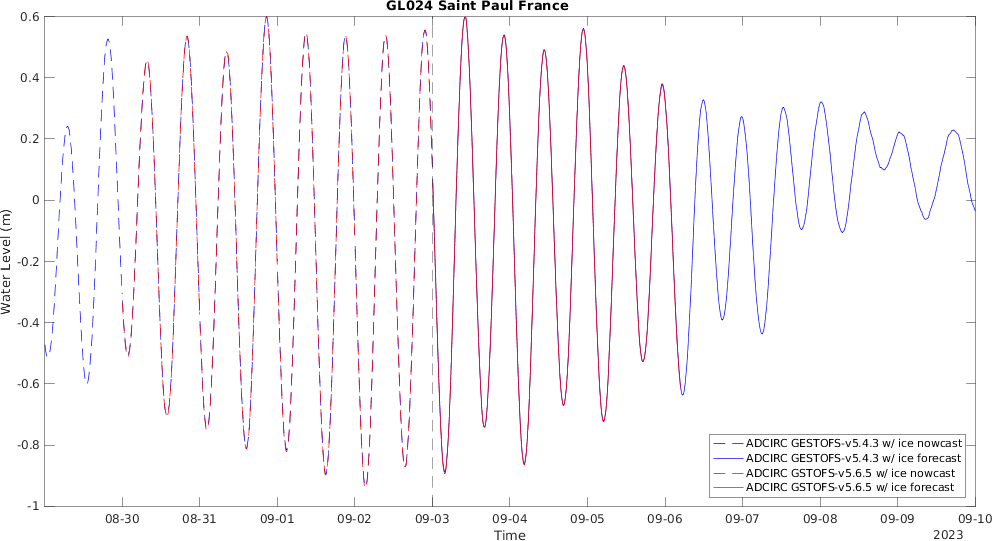 GL024 Saint Paul France
0.6
0.4
0.2
0
-0.2
-0.4
-0.6
-0.8
-1
Water Level (m)
ADCIRC GESTOFS-v5.4.3 w/ ice nowcast
ADCIRC GESTOFS-v5.4.3 w/ ice forecast
ADCIRC GSTOFS-v5.6.5 w/ ice nowcast
ADCIRC GSTOFS-v5.6.5 w/ ice forecast
08-30 08-31 09-01 09-02 09-03 09-04 09-05 09-06 09-07 09-08 09-09 09-10
Time 2023